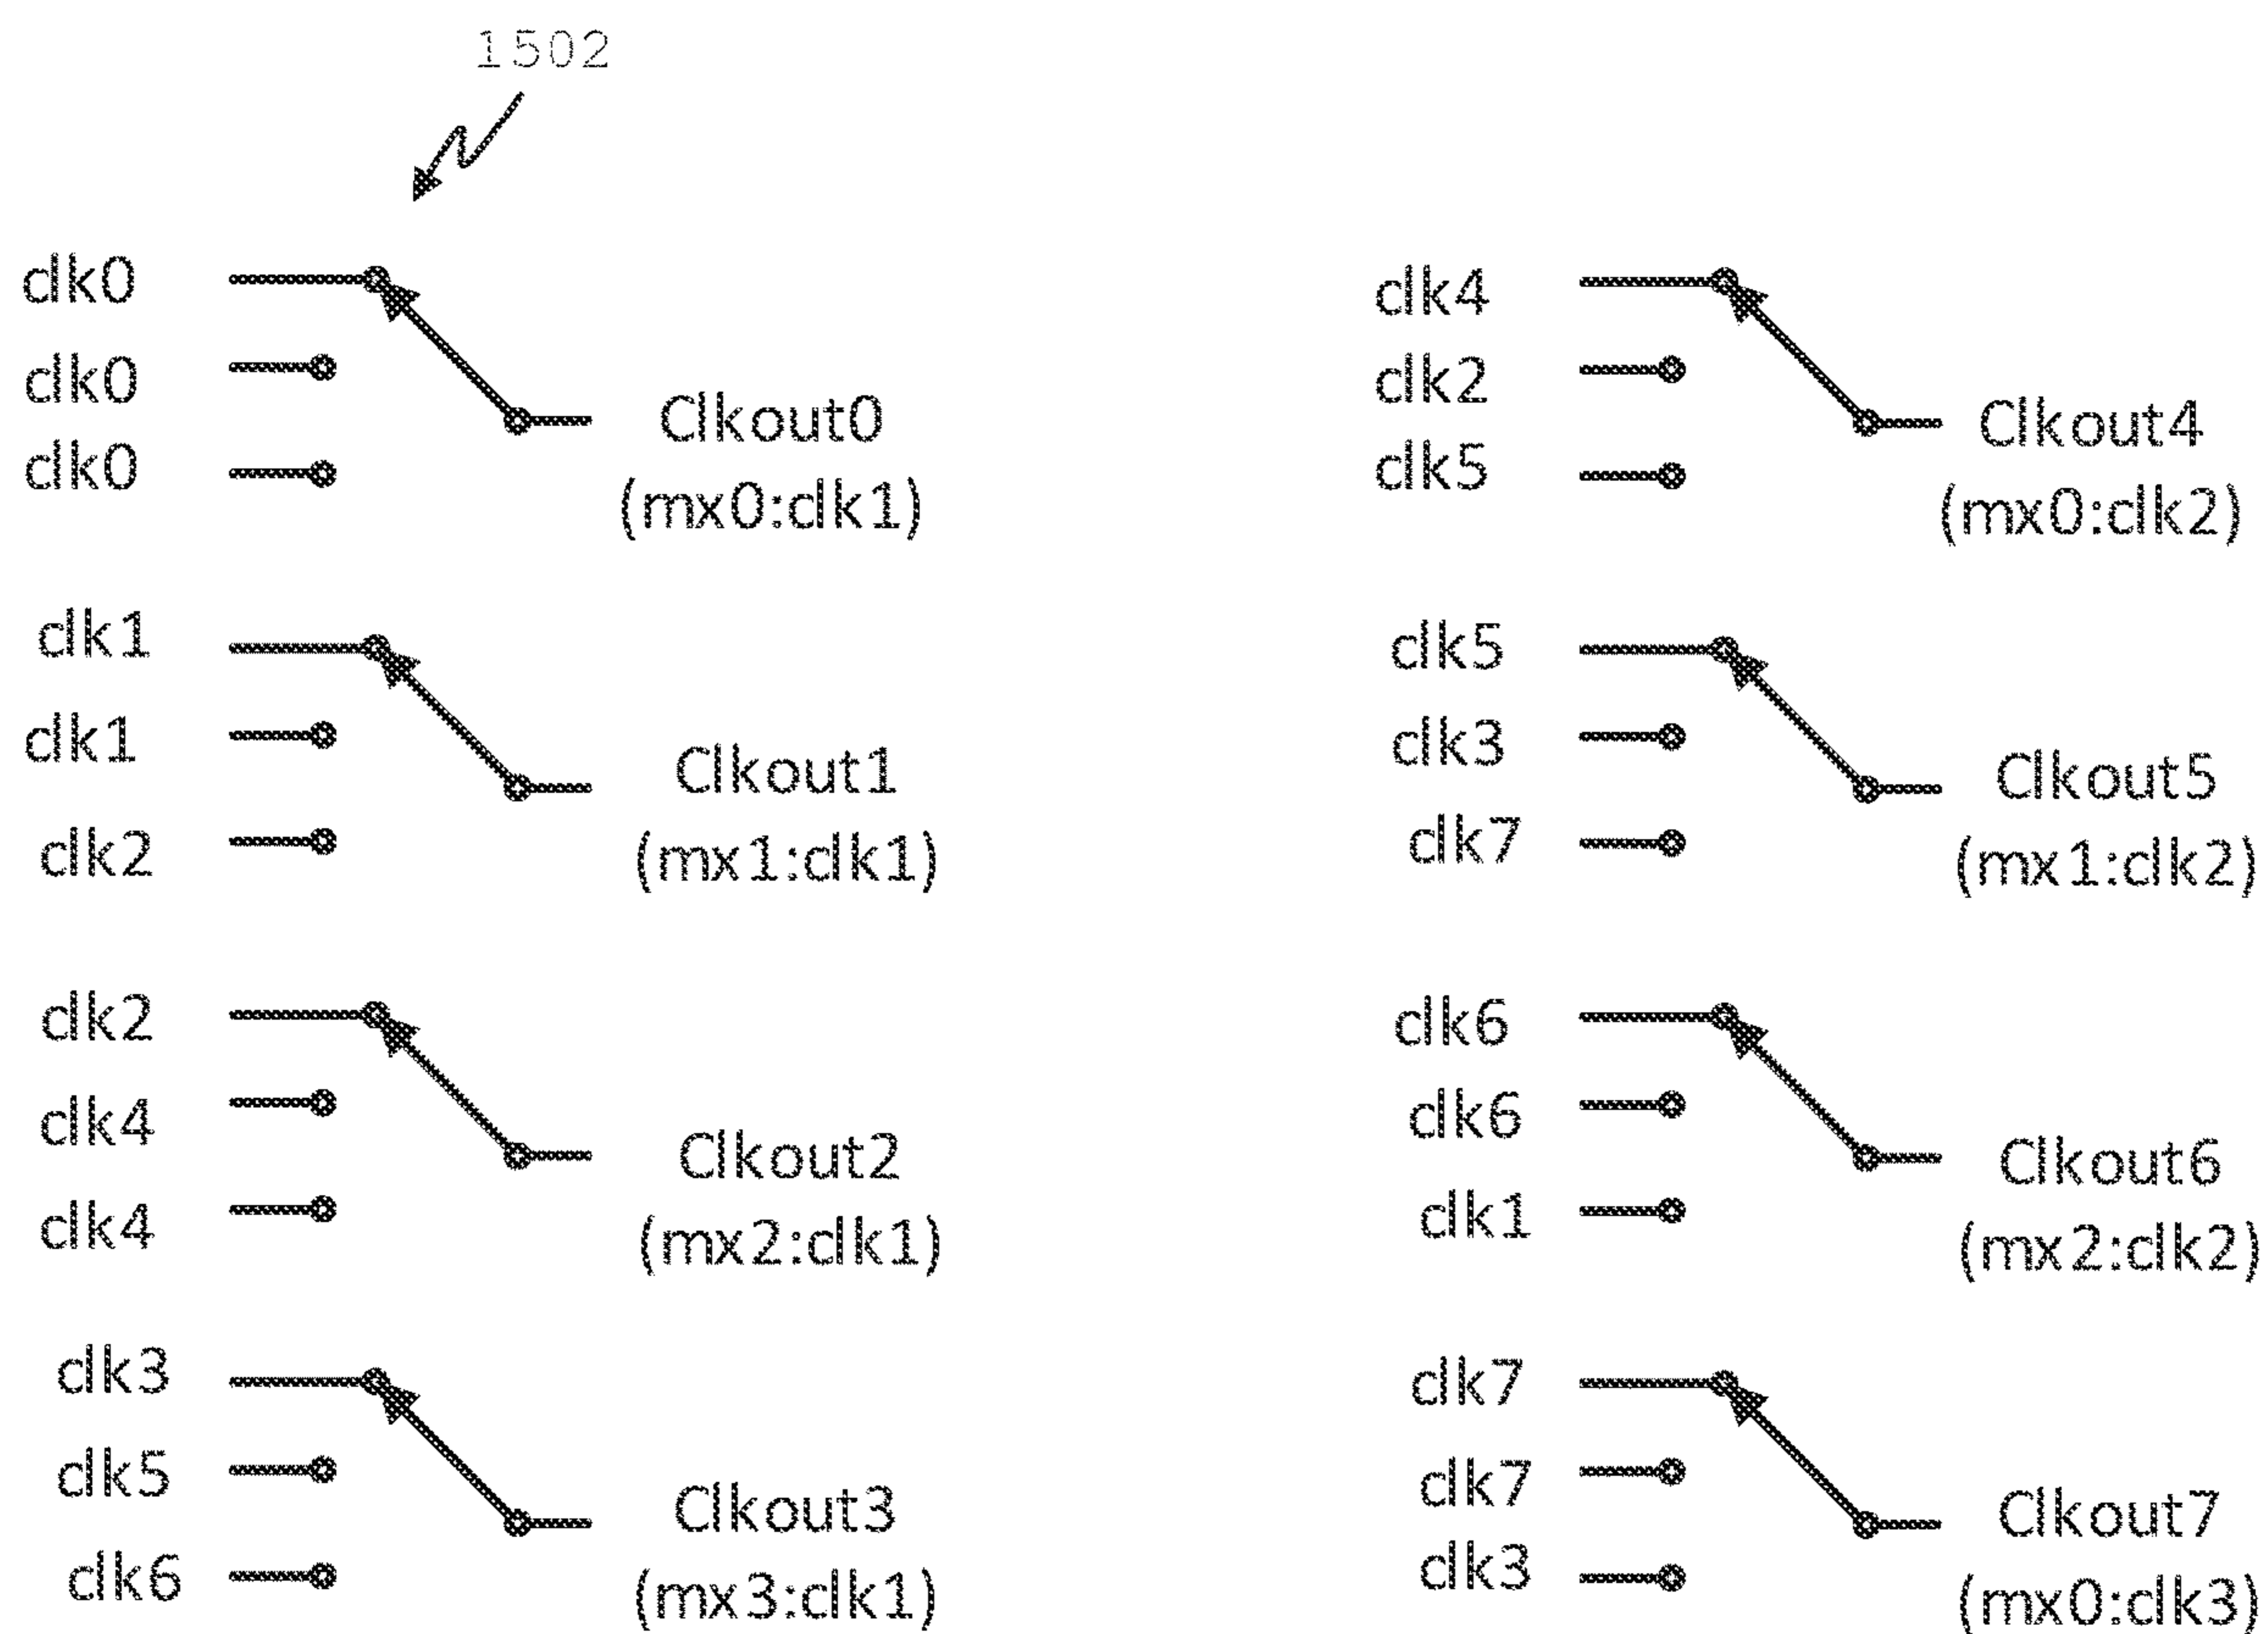 1502
clk0
clk0
clk0
Clkout0
(mx0:clk1)
clk1
clk1
clk2
Clkout1
(mx1:clk1)
clk2
clk4
clk4
Clkout2
(mx2:clk1)
clk3
clk5
clk6
Clkout3
(mx3:clk1)
clk4
clk2
clk5
Clkout4
(mx0:clk2)
clk5
clk3
clk7
Clkout5
(mx1:clk2)
clk6
clk6
clk1
Clkout6
(mx2:clk2)
clk7
clk7
clk3
Clkout7
(mx0:clk3)